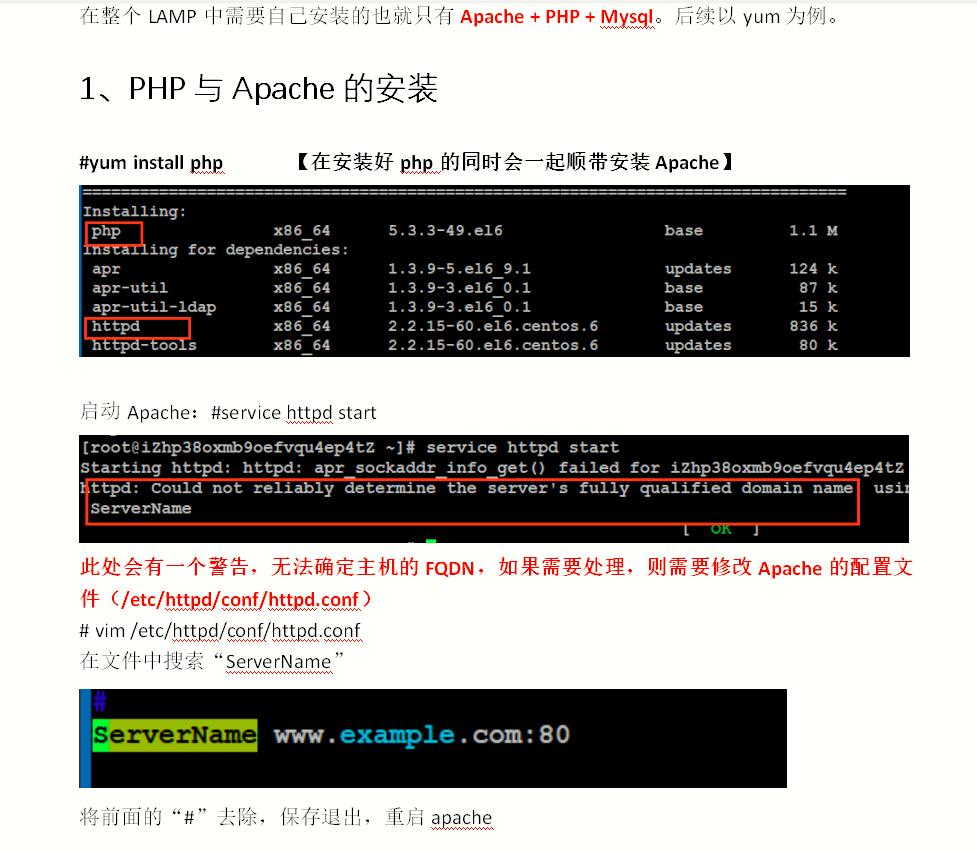 在整个 LAMP 中需要自己安装的也就只有 Apache + PHP + Mysql。后续以 yum 为例。
1、PHP 与 Apache 的安装
#yum install php 【在安装好 php 的同时会一起顺带安装 Apache】
================================================================================
Installing:
php x86_64 5.3.3-49.el6 base 1.1 M
Installing for dependencies:
apr x86_64 1.3.9-5.el6_9.1 updates 124 k
apr-util x86_64 1.3.9-3.el6_0.1 base 87 k
apr-util-ldap x86_64 1.3.9-3.el6_0.1 base 15 k
httpd x86_64 2.2.15-60.el6.centos.6 updates 836 k
httpd-tools x86_64 2.2.15-60.el6.centos.6 updates 80 k
启动 Apache：#service httpd start
[root@iZhp38oxmb9oefvqu4ep4tZ ~]# service httpd start
Starting httpd: httpd: apr_sockaddr_info_get() failed for iZhp38oxmb9oefvqu4ep4tZ
httpd: Could not reliably determine the server's fully qualified domain name, usin
ServerName
[ OK ]
此处会有一个警告，无法确定主机的 FQDN，如果需要处理，则需要修改 Apache 的配置文
件（/etc/httpd/conf/httpd.conf）
# vim /etc/httpd/conf/httpd.conf
在文件中搜索“ServerName”
#
ServerName www.example.com:80
将前面的“#”去除，保存退出，重启 apache